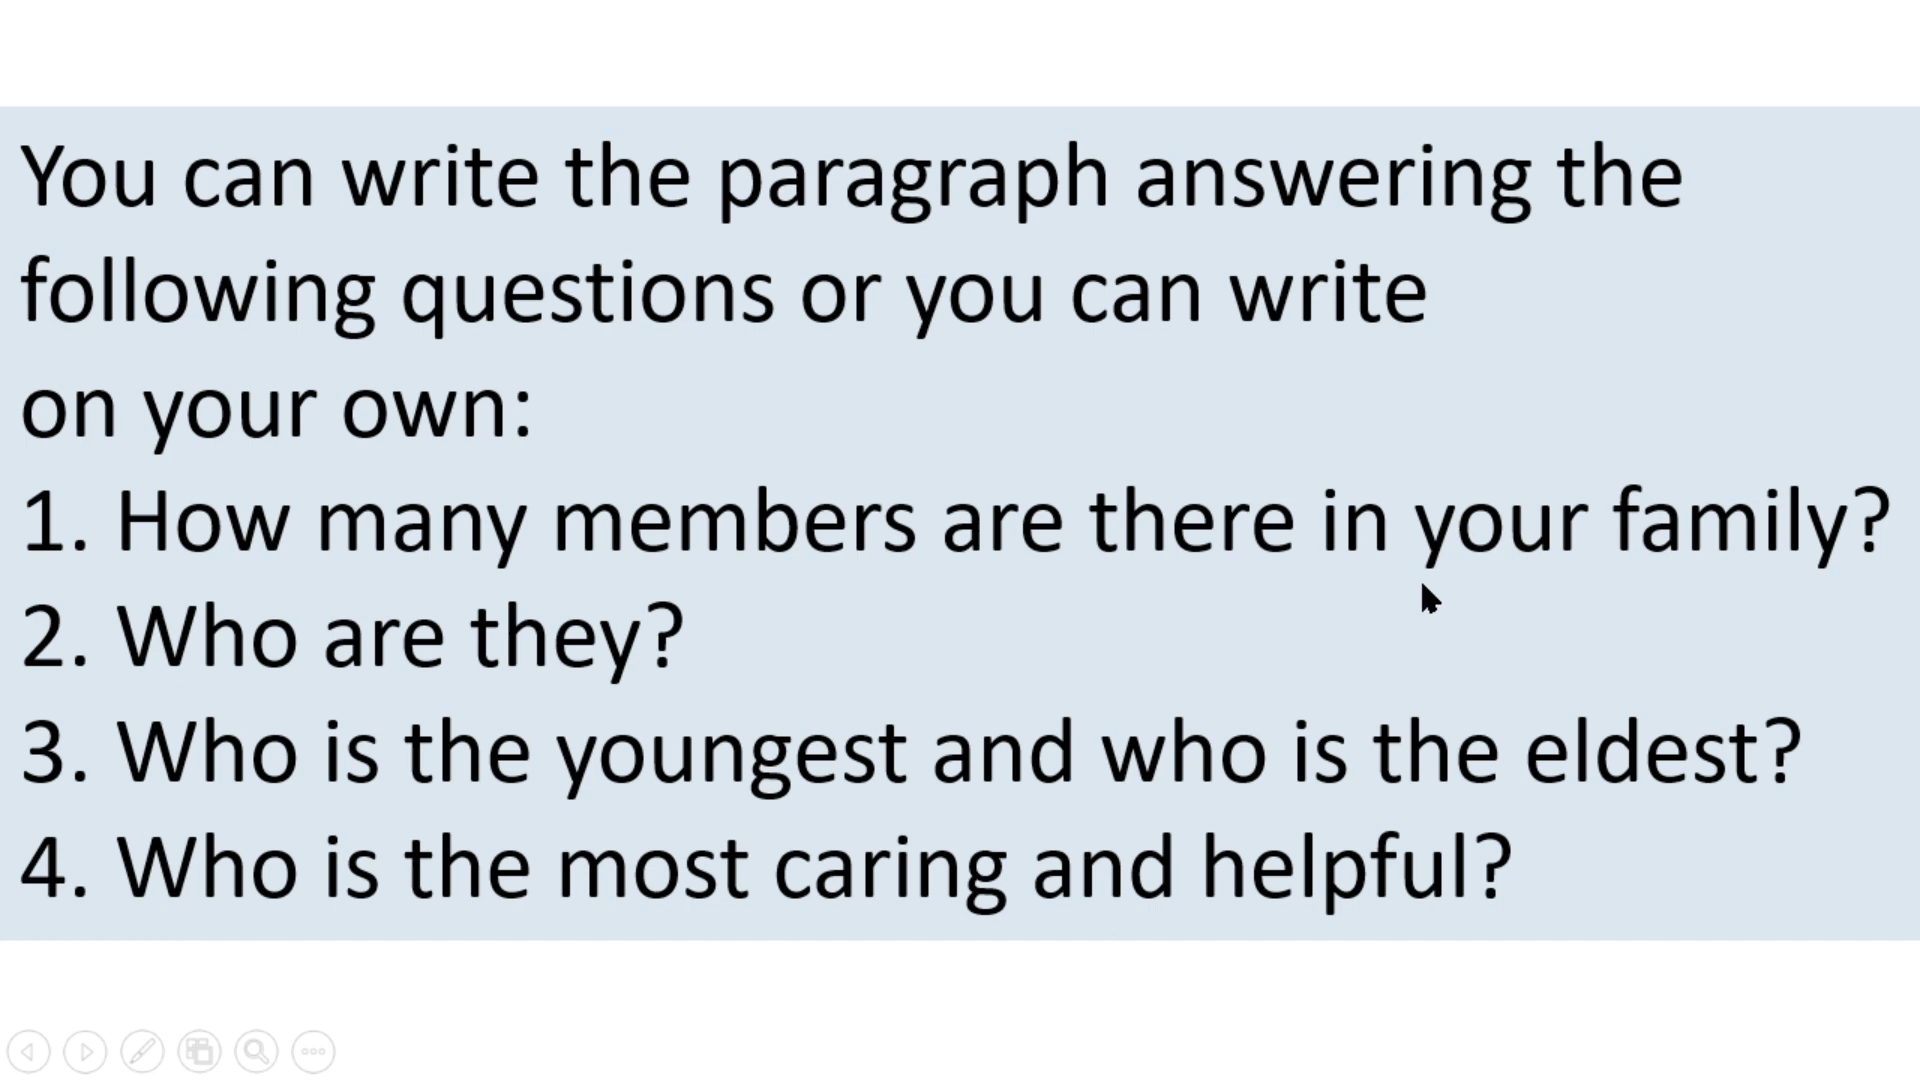 You can write the paragraph answering the
following questions or you can write
on your own:
1. How many members are there in your family?
2. Who are they?
3. Who is the youngest and who is the eldest?
4. Who is the most caring and helpful?